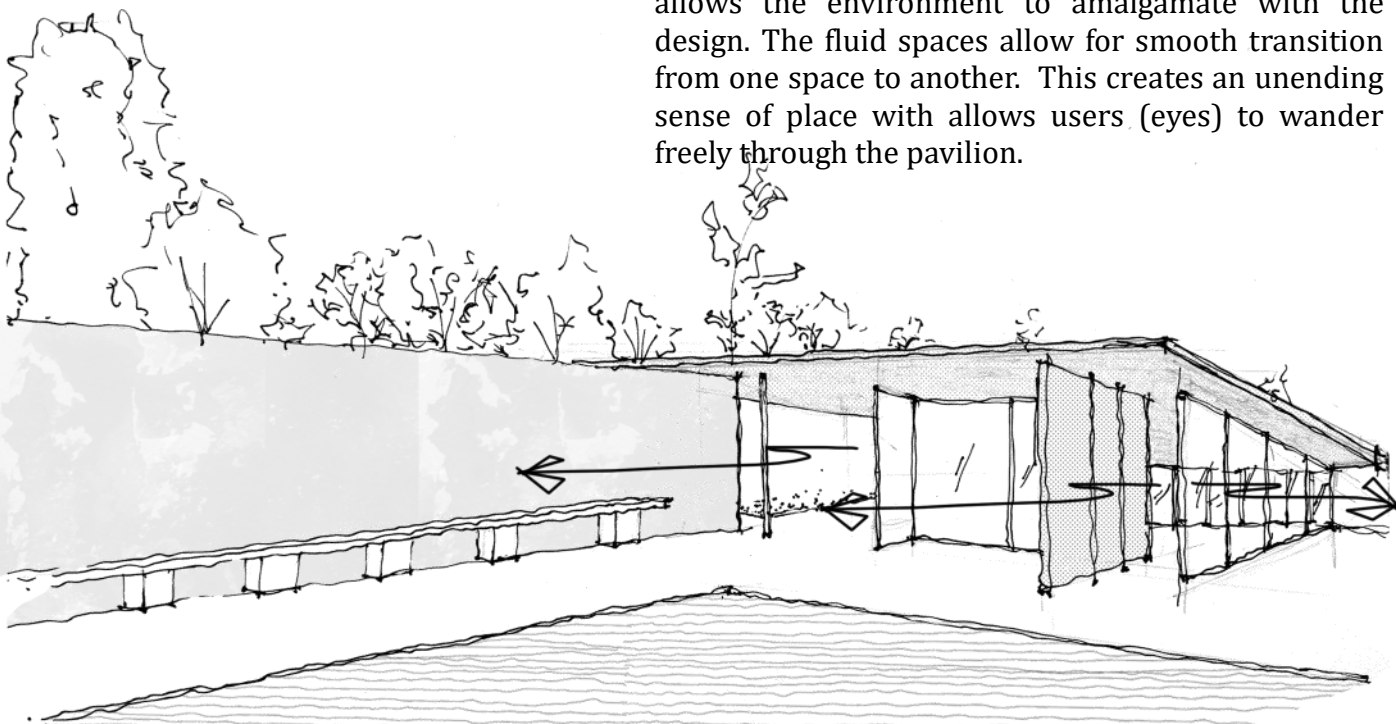 allows the environment to amalgamate with the
design. The fluid spaces allow for smooth transition
from one space to another. This creates an unending
sense of place with allows users (eyes) to wander
freely through the pavilion.